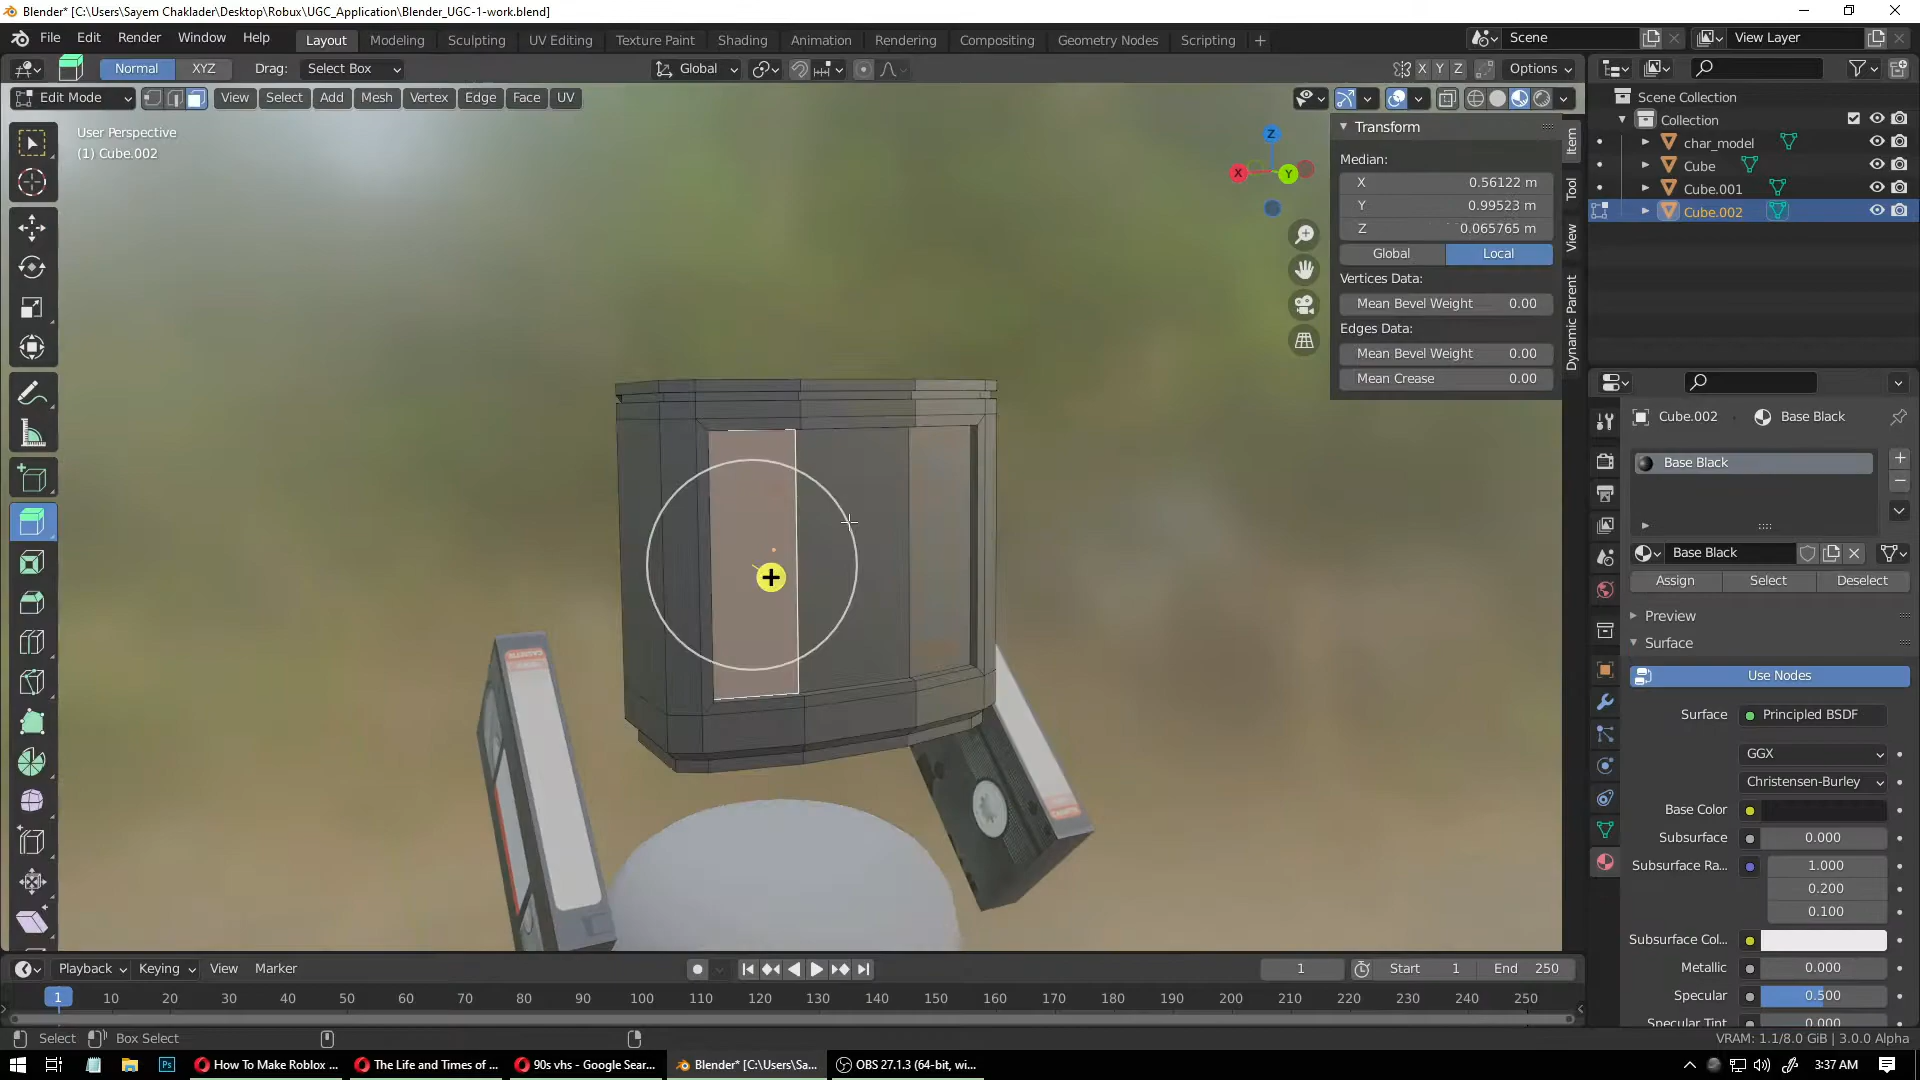 Blender* [C:\Users\Sayem Chaklader\Desktop\Robux\UGC_Application\Blender_UGC-1-work.blend]
File Edit Render Window Help Layout Modeling Sculpting UV Editing Texture Paint Shading Animation Rendering Compositing Geometry Nodes Scripting + Scene View Layer
Normal XYZ Drag: Select Box Global X Y Z Options
Edit Mode View Select Add Mesh Vertex Edge Face UV
User Perspective
(1) Cube.002
Z
X Y
Transform
Median:
X 0.56122 m
Y 0.99523 m
Z 0.065765 m
Global Local
Vertices Data:
Mean Bevel Weight 0.00
Edges Data:
Mean Bevel Weight 0.00
Mean Crease 0.00
Item
Tool
View
Dynamic Parent
Scene Collection
Collection
char_model
Cube
Cube.001
Cube.002
Cube.002 Base Black
Base Black
Base Black
Assign Select Deselect
Preview
Surface
Use Nodes
Surface Principled BSDF
GGX
Christensen-Burley
Base Color
Subsurface 0.000
Subsurface Ra... 1.000
0.200
0.100
Subsurface Col...
Metallic 0.000
Specular 0.500
Specular Tint 0.000
Playback Keying View Marker 1 Start 1 End 250
1 10 20 30 40 50 60 70 80 90 100 110 120 130 140 150 160 170 180 190 200 210 220 230 240 250
Select Box Select VRAM: 1.1/8.0 GiB | 3.0.0 Alpha
How To Make Roblox ... The Life and Times of ... 90s vhs - Google Sear... Blender* [C:\Users\Sa... OBS 27.1.3 (64-bit, wi... 3:37 AM